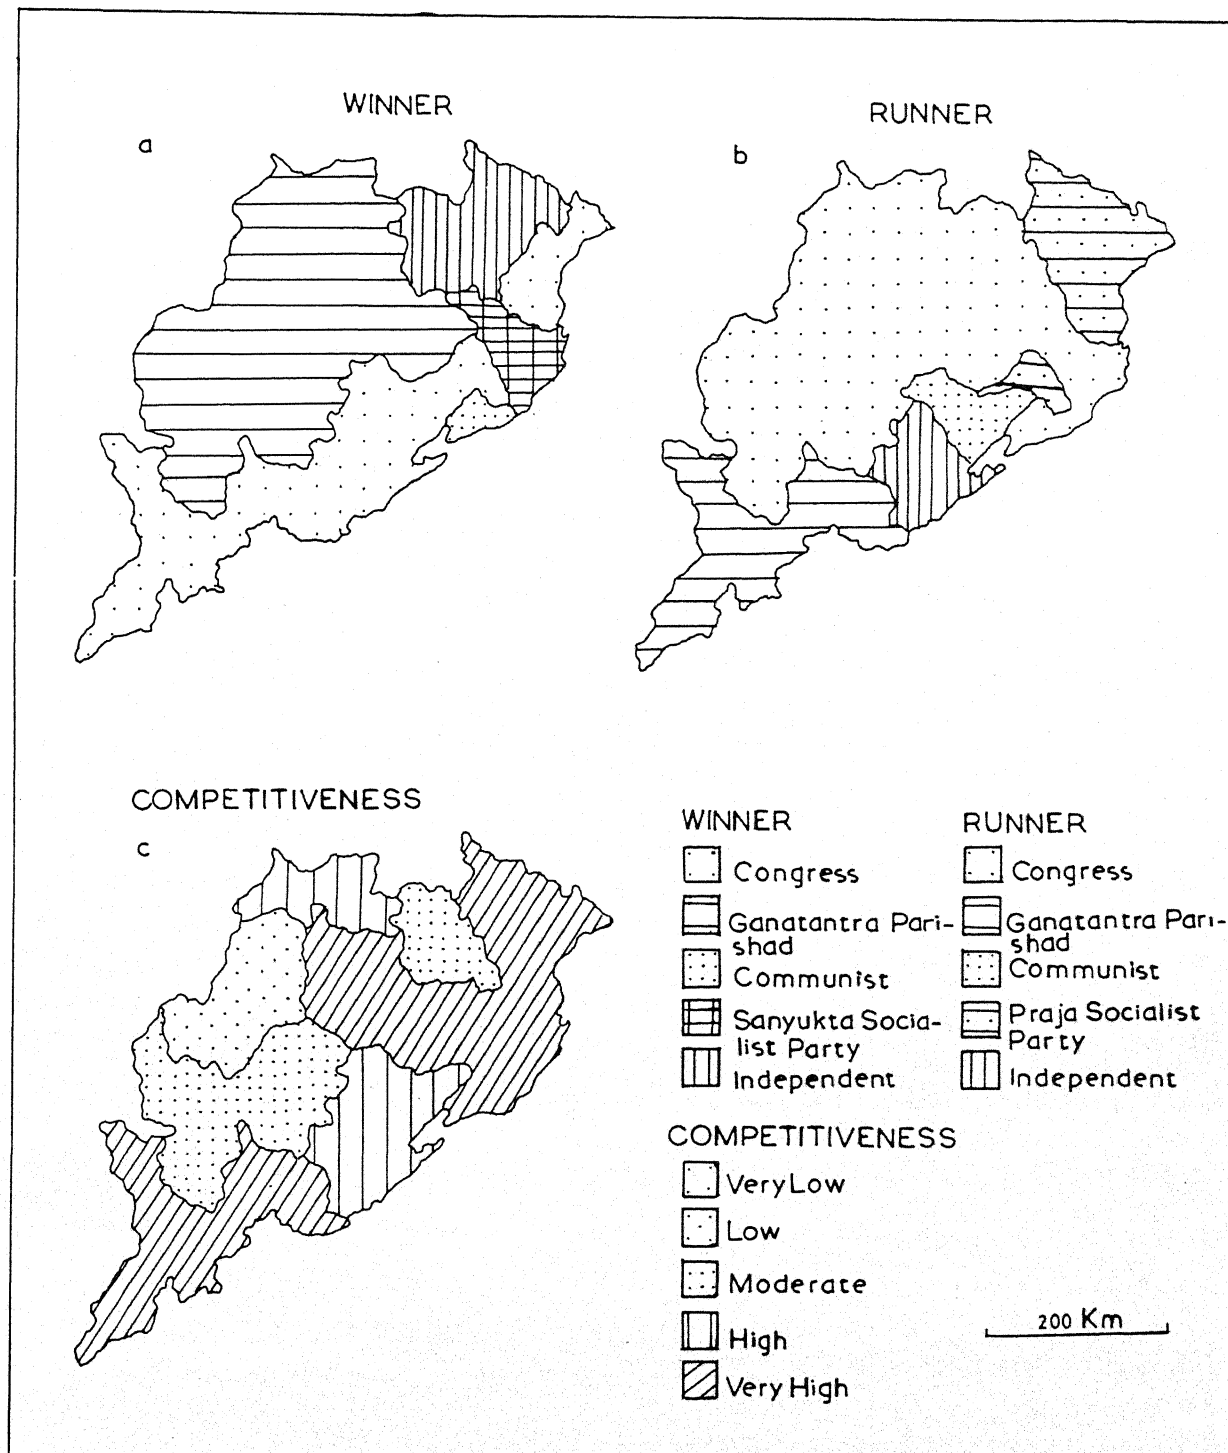 WINNER
RUNNER
a
b
COMPETITIVENESS
c
WINNER
Congress
Ganatantra Pari-
shad
Communist
Sanyukta Socia-
list Party
Independent
RUNNER
Congress
Ganatantra Pari-
shad
Communist
Praja Socialist
Party
Independent
COMPETITIVENESS
Very Low
Low
Moderate
High
Very High
200 Km